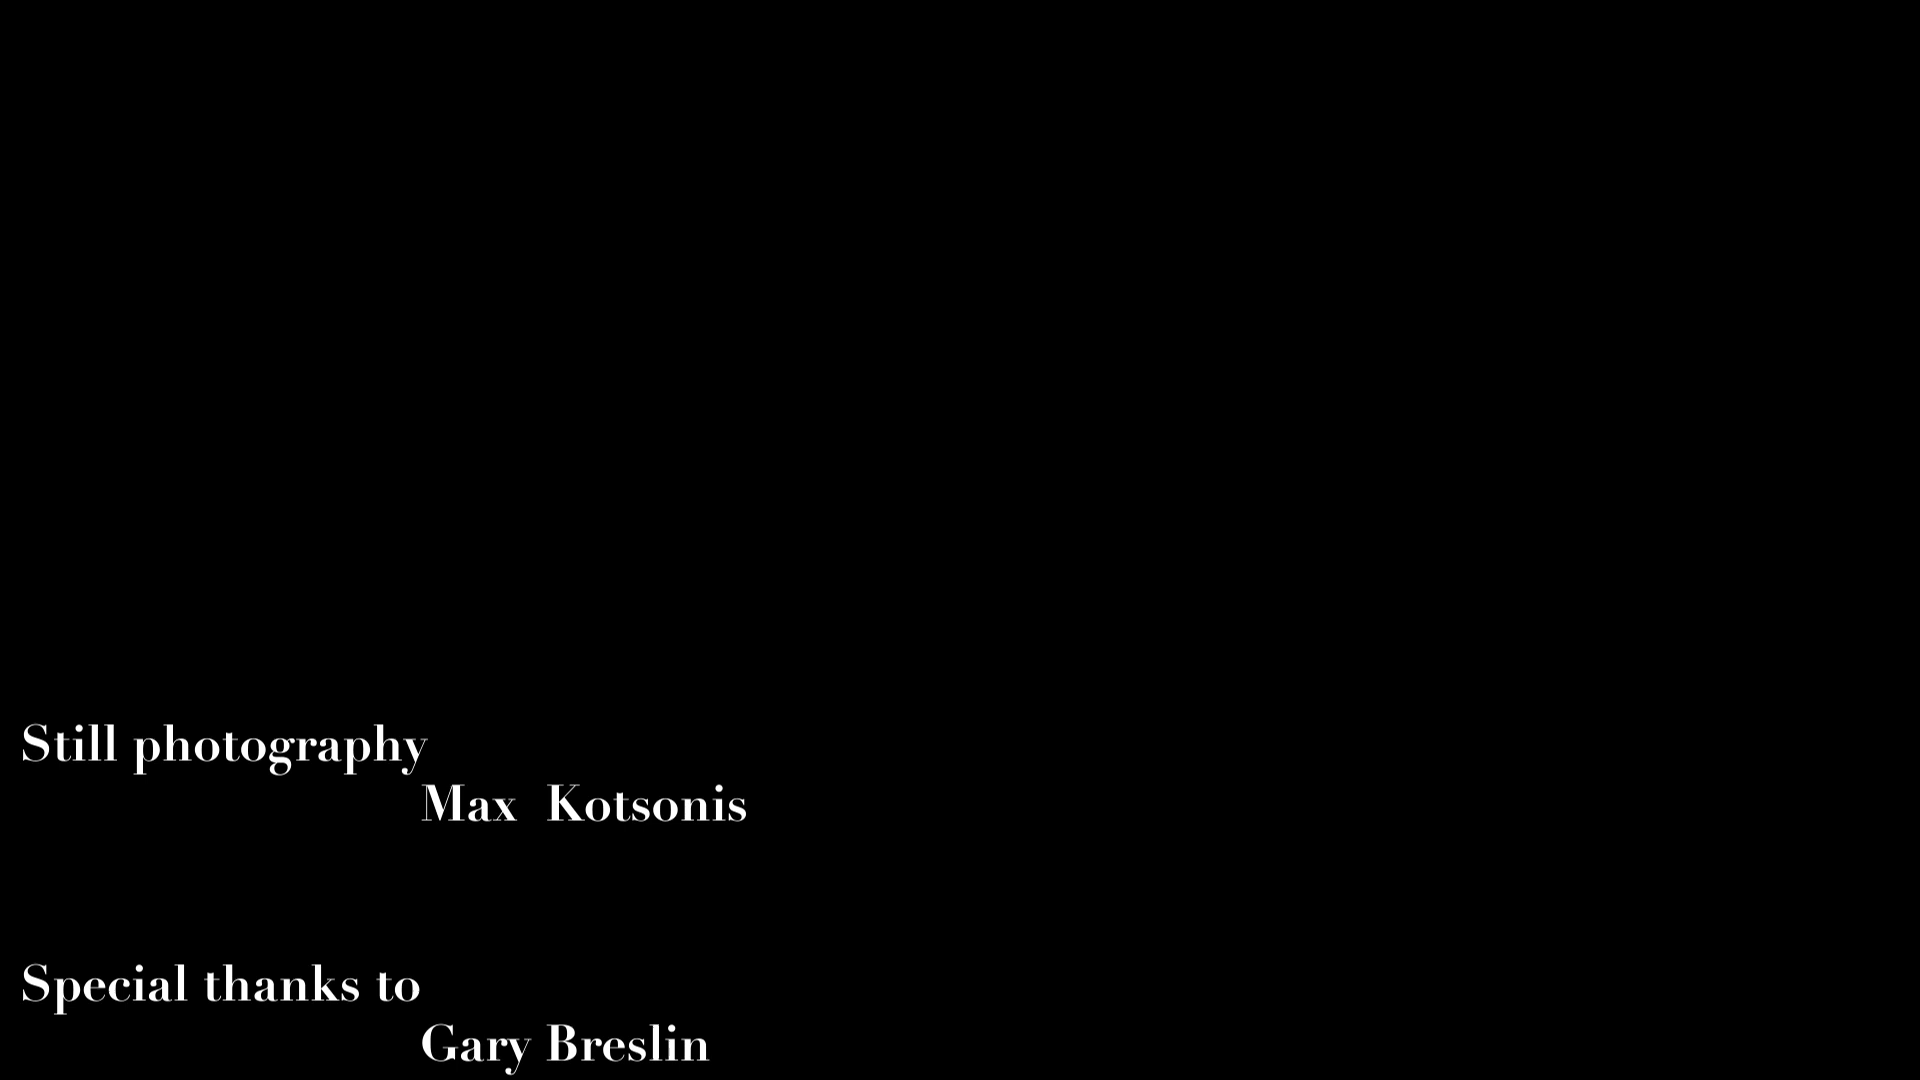 Still photography
Max  Kotsonis
Special thanks to
Gary Breslin